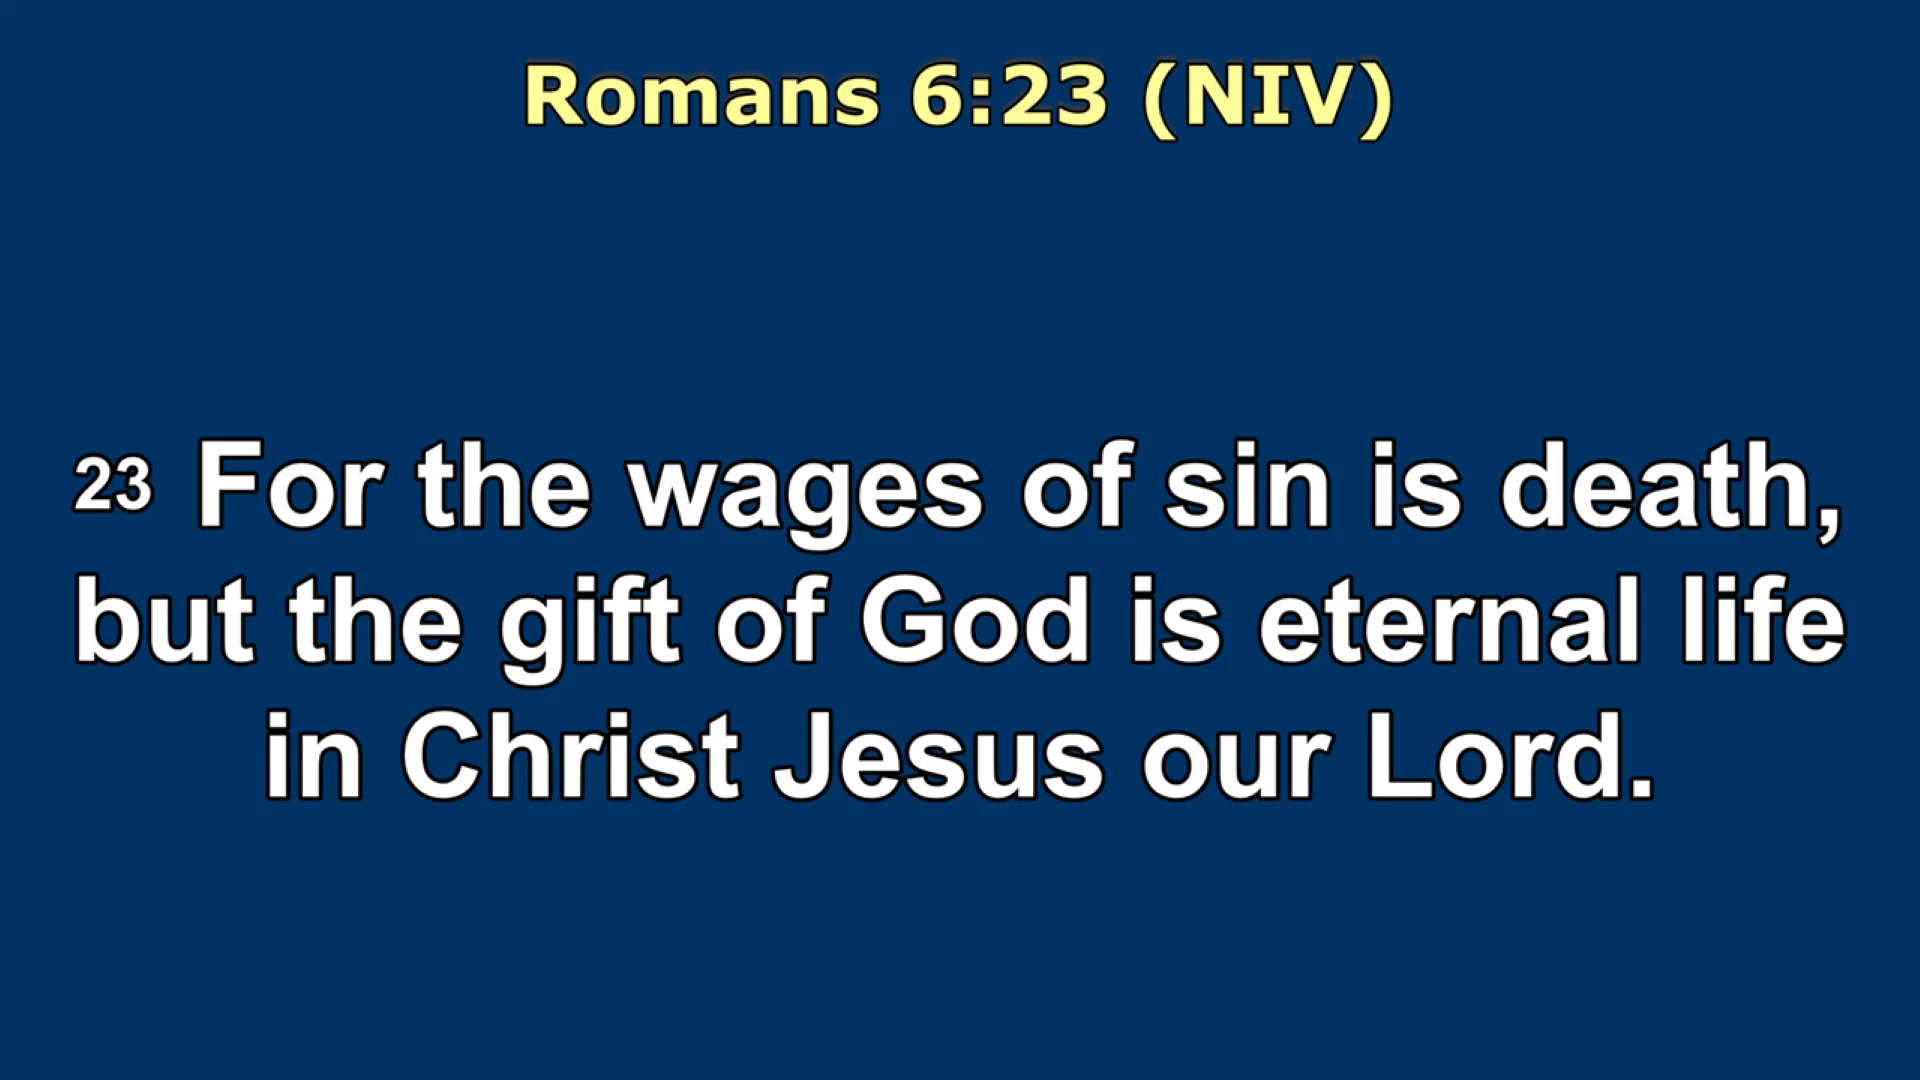 Romans 6:23 (NIV)
23 For the wages of sin is death,
but the gift of God is eternal life
in Christ Jesus our Lord.